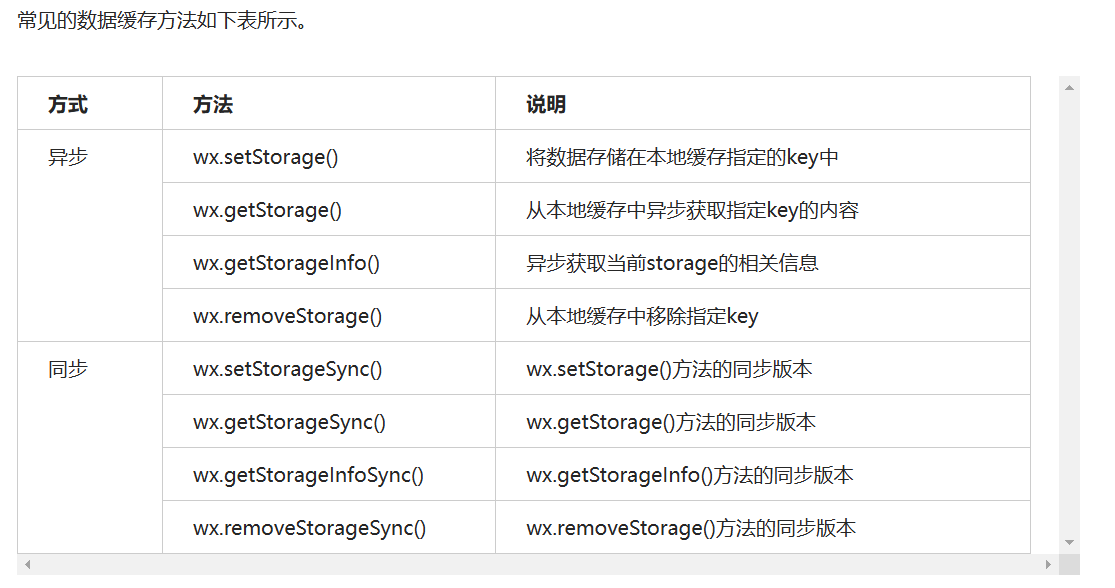 常见的数据缓存方法如下表所示。
方式 方法 说明
异步 wx.setStorage() 将数据存储在本地缓存指定的key中
wx.getStorage() 从本地缓存中异步获取指定key的内容
wx.getStorageInfo() 异步获取当前storage的相关信息
wx.removeStorage() 从本地缓存中移除指定key
同步 wx.setStorageSync() wx.setStorage()方法的同步版本
wx.getStorageSync() wx.getStorage()方法的同步版本
wx.getStorageInfoSync() wx.getStorageInfo()方法的同步版本
wx.removeStorageSync() wx.removeStorage()方法的同步版本